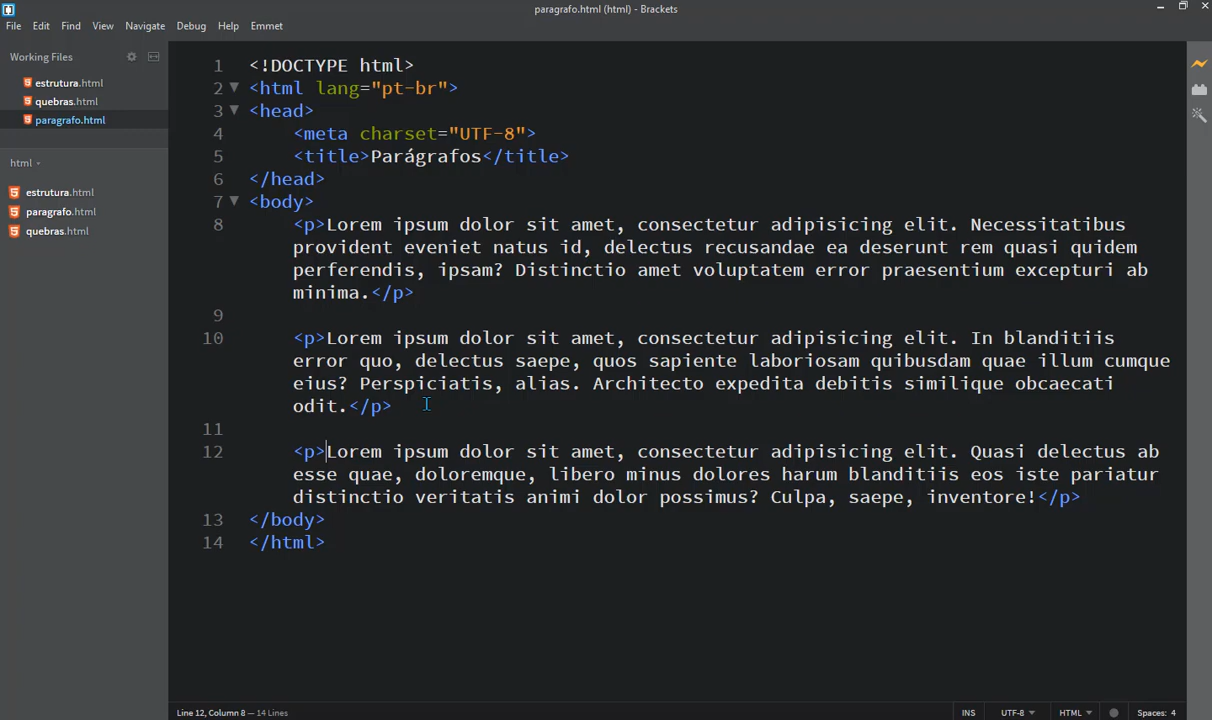 paragrafo.html (html) - Brackets
File Edit Find View Navigate Debug Help Emmet
Working Files
estrutura.html
quebras.html
paragrafo.html
html
estrutura.html
paragrafo.html
quebras.html
1 <!DOCTYPE html>
2 <html lang="pt-br">
3 <head>
4 <meta charset="UTF-8">
5 <title>Parágrafos</title>
6 </head>
7 <body>
8 <p>Lorem ipsum dolor sit amet, consectetur adipisicing elit. Necessitatibus
provident eveniet natus id, delectus recusandae ea deserunt rem quasi quidem
perferendis, ipsam? Distinctio amet voluptatem error praesentium excepturi ab
minima.</p>
9
10 <p>Lorem ipsum dolor sit amet, consectetur adipisicing elit. In blanditiis
error quo, delectus saepe, quos sapiente laboriosam quibusdam quae illum cumque
eius? Perspiciatis, alias. Architecto expedita debitis similique obcaecati
odit.</p>
11
12 <p>Lorem ipsum dolor sit amet, consectetur adipisicing elit. Quasi delectus ab
esse quae, doloremque, libero minus dolores harum blanditiis eos iste pariatur
distinctio veritatis animi dolor possimus? Culpa, saepe, inventore!</p>
13 </body>
14 </html>
Line 12, Column 8 — 14 Lines
INS UTF-8 HTML Spaces: 4